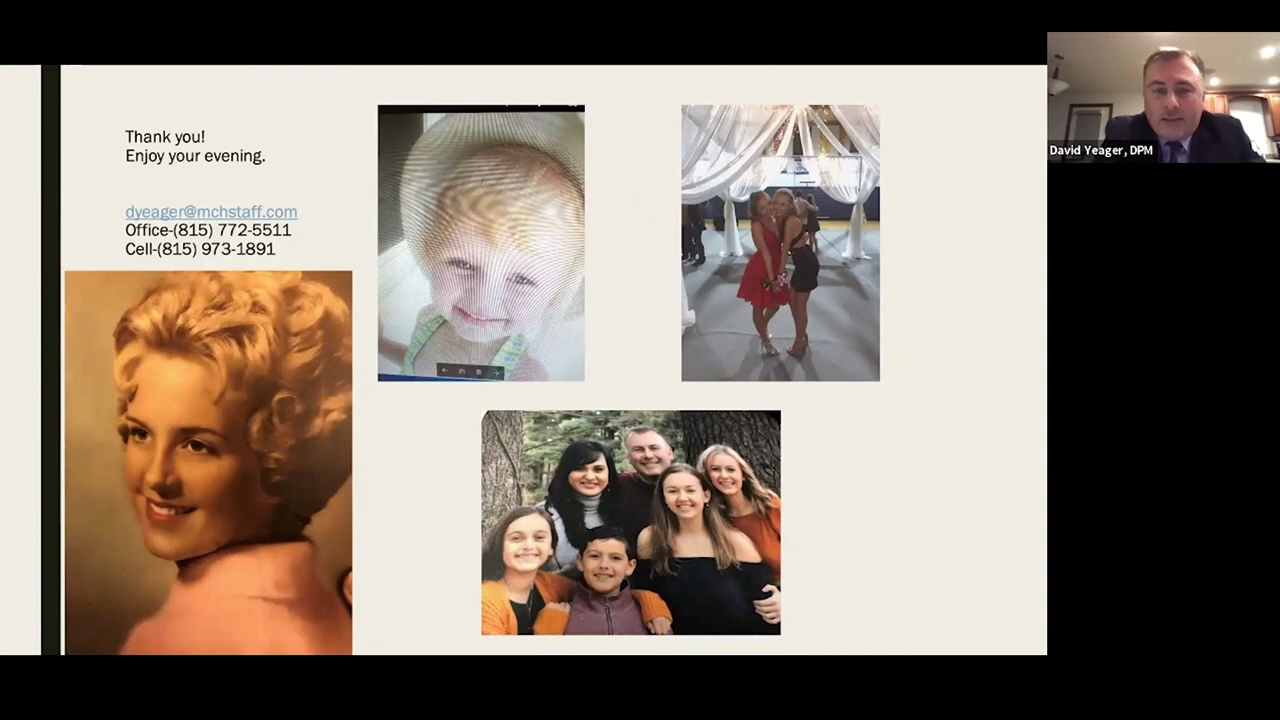 Thank you!
Enjoy your evening.
dyeager@mchstaff.com
Office-(815) 772-5511
Cell-(815) 973-1891
David Yeager, DPM